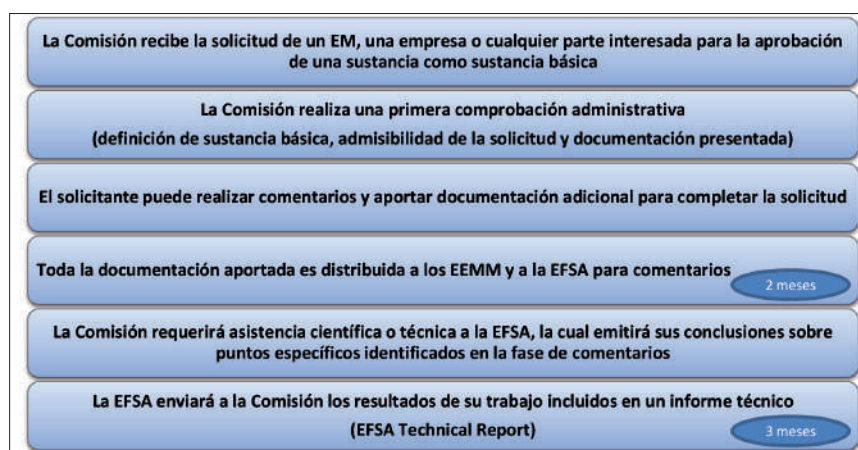 La Comisión recibe la solicitud de un EM, una empresa o cualquier parte interesada para la aprobación
de una sustancia como sustancia básica
La Comisión realiza una primera comprobación administrativa
(definición de sustancia básica, admisibilidad de la solicitud y documentación presentada)
El solicitante puede realizar comentarios y aportar documentación adicional para completar la solicitud
Toda la documentación aportada es distribuida a los EEMM y a la EFSA para comentarios
2 meses
La Comisión requerirá asistencia científica o técnica a la EFSA, la cual emitirá sus conclusiones sobre
puntos específicos identificados en la fase de comentarios
La EFSA enviará a la Comisión los resultados de su trabajo incluidos en un informe técnico
(EFSA Technical Report)
3 meses